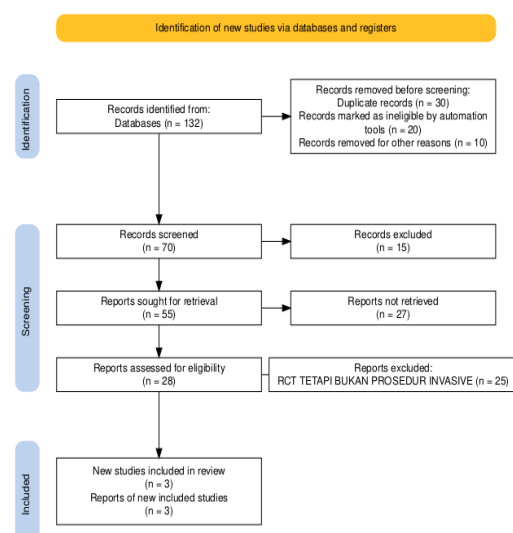 Identification of new studies via databases and registers
Identification
Records identified from:
Databases (n = 132)
Records removed before screening:
Duplicate records (n = 30)
Records marked as ineligible by automation
tools (n = 20)
Records removed for other reasons (n = 10)
Screening
Records screened
(n = 70)
Records excluded
(n = 15)
Reports sought for retrieval
(n = 55)
Reports not retrieved
(n = 27)
Reports assessed for eligibility
(n = 28)
Reports excluded:
RCT TETAPI BUKAN PROSEDUR INVASIVE (n = 25)
Included
New studies included in review
(n = 3)
Reports of new included studies
(n = 3)